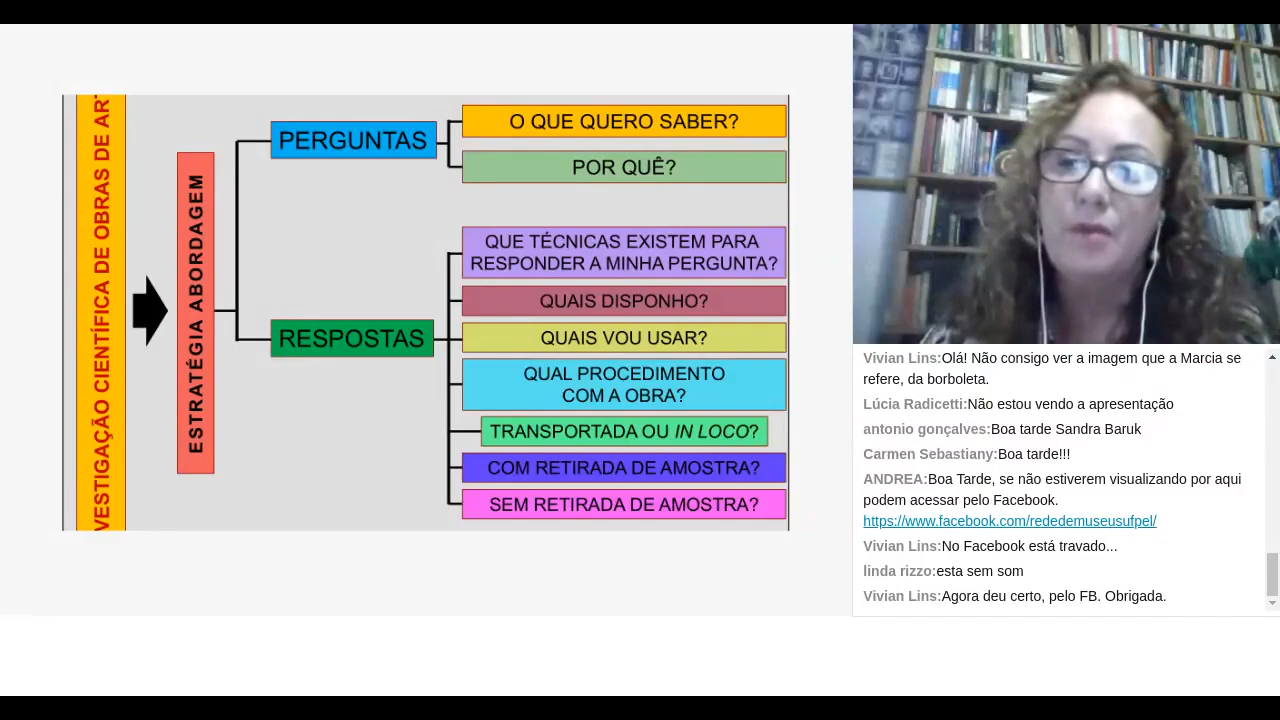 VESTIGAÇÃO CIENTÍFICA DE OBRAS DE AR
ESTRATÉGIA ABORDAGEM
PERGUNTAS
O QUE QUERO SABER?
POR QUÊ?
RESPOSTAS
QUE TÉCNICAS EXISTEM PARA
RESPONDER A MINHA PERGUNTA?
QUAIS DISPONHO?
QUAIS VOU USAR?
QUAL PROCEDIMENTO
COM A OBRA?
TRANSPORTADA OU IN LOCO?
COM RETIRADA DE AMOSTRA?
SEM RETIRADA DE AMOSTRA?
Vivian Lins:Olá! Não consigo ver a imagem que a Marcia se
refere, da borboleta.
Lúcia Radicetti:Não estou vendo a apresentação
antonio gonçalves:Boa tarde Sandra Baruk
Carmen Sebastiany:Boa tarde!!!
ANDREA:Boa Tarde, se não estiverem visualizando por aqui
podem acessar pelo Facebook.
https://www.facebook.com/rededemuseusufpel/
Vivian Lins:No Facebook está travado...
linda rizzo:esta sem som
Vivian Lins:Agora deu certo, pelo FB. Obrigada.